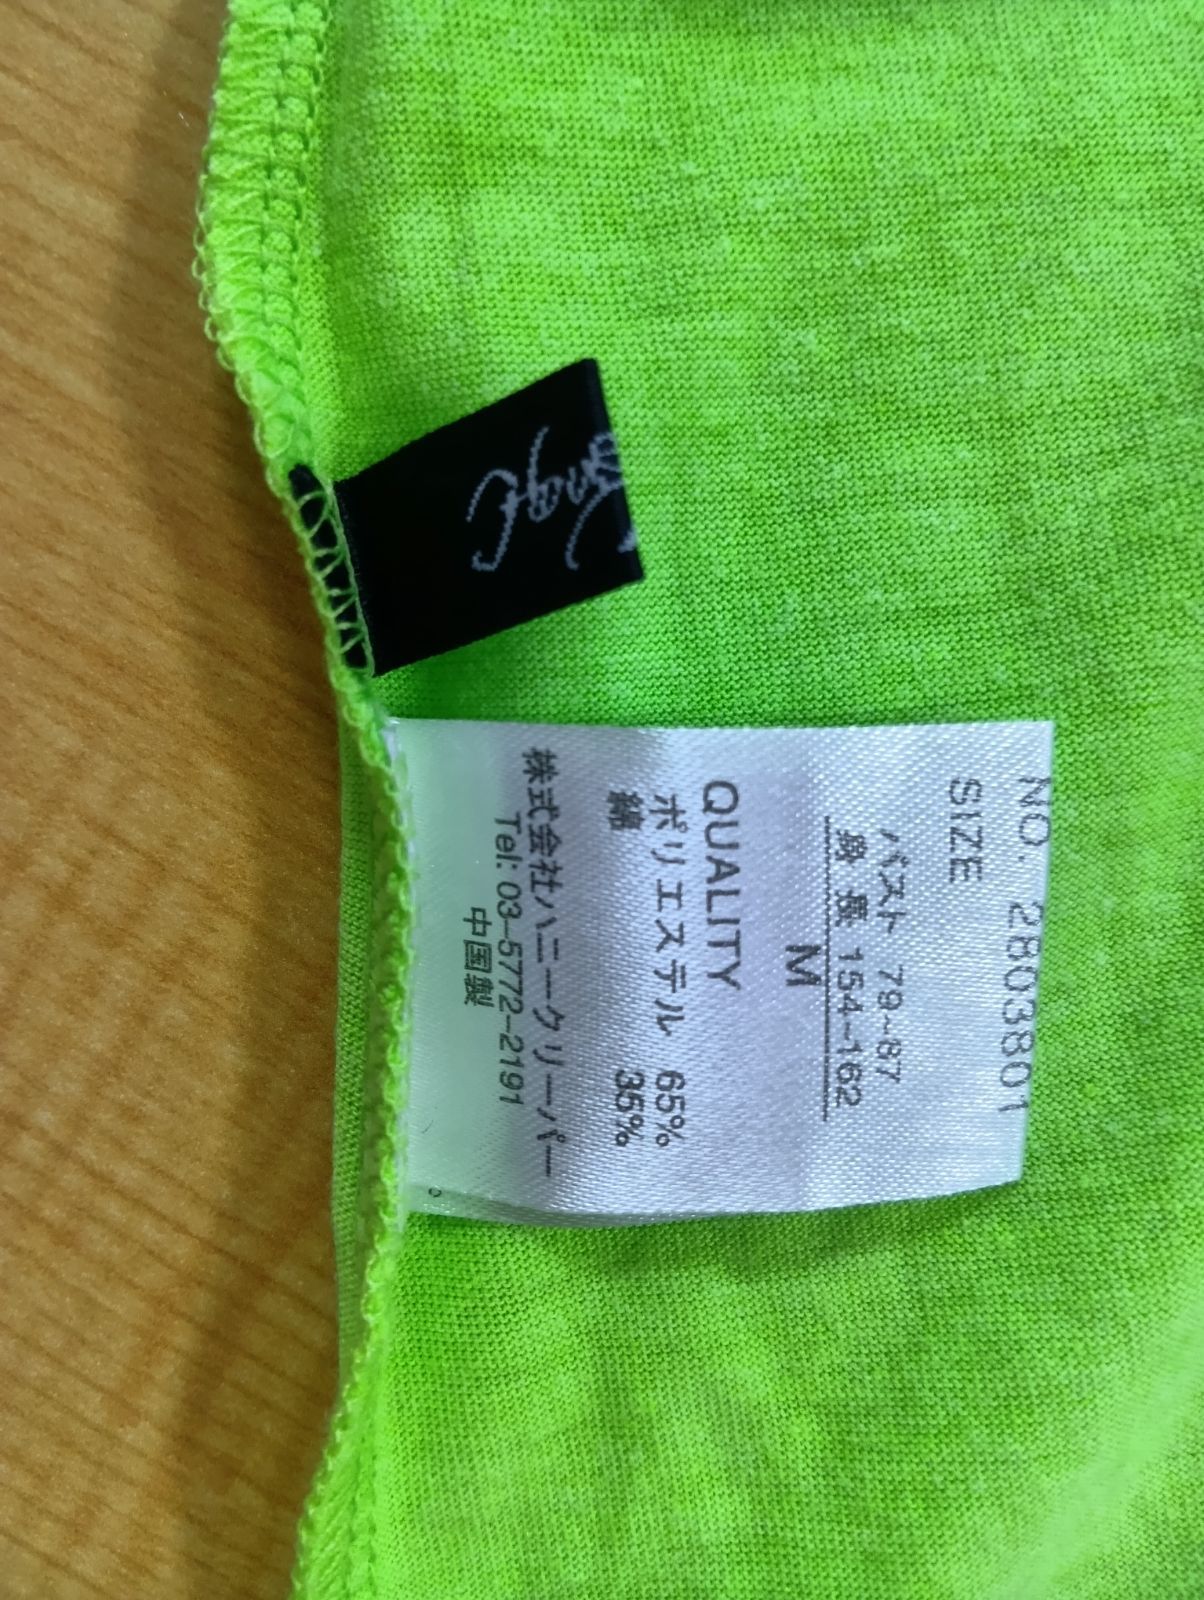 NO. 2803801
SIZE
バスト 79-87
身長 154-162
M
QUALITY
ポリエステル 65%
綿 35%
株式会社ハニークリーパー
Tel: 03-5772-2191
中国製